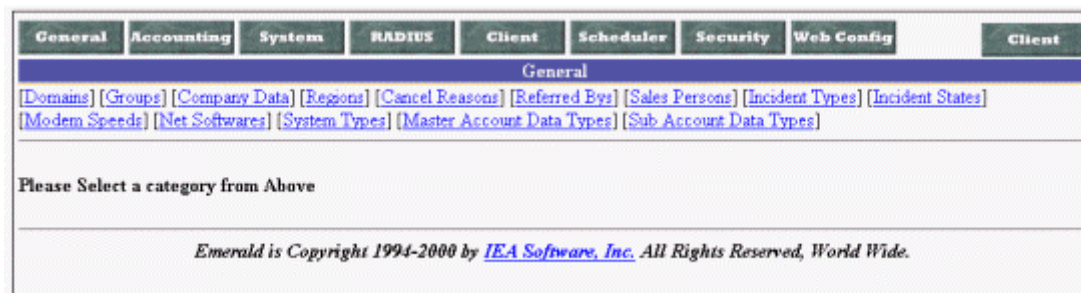 General Accounting System RADIUS Client Scheduler Security Web Config Client
General
[Domains] [Groups] [Company Data] [Regions] [Cancel Reasons] [Referred Bys] [Sales Persons] [Incident Types] [Incident States]
[Modem Speeds] [Net Softwares] [System Types] [Master Account Data Types] [Sub Account Data Types]
Please Select a category from Above
Emerald is Copyright 1994-2000 by IEA Software, Inc. All Rights Reserved, World Wide.